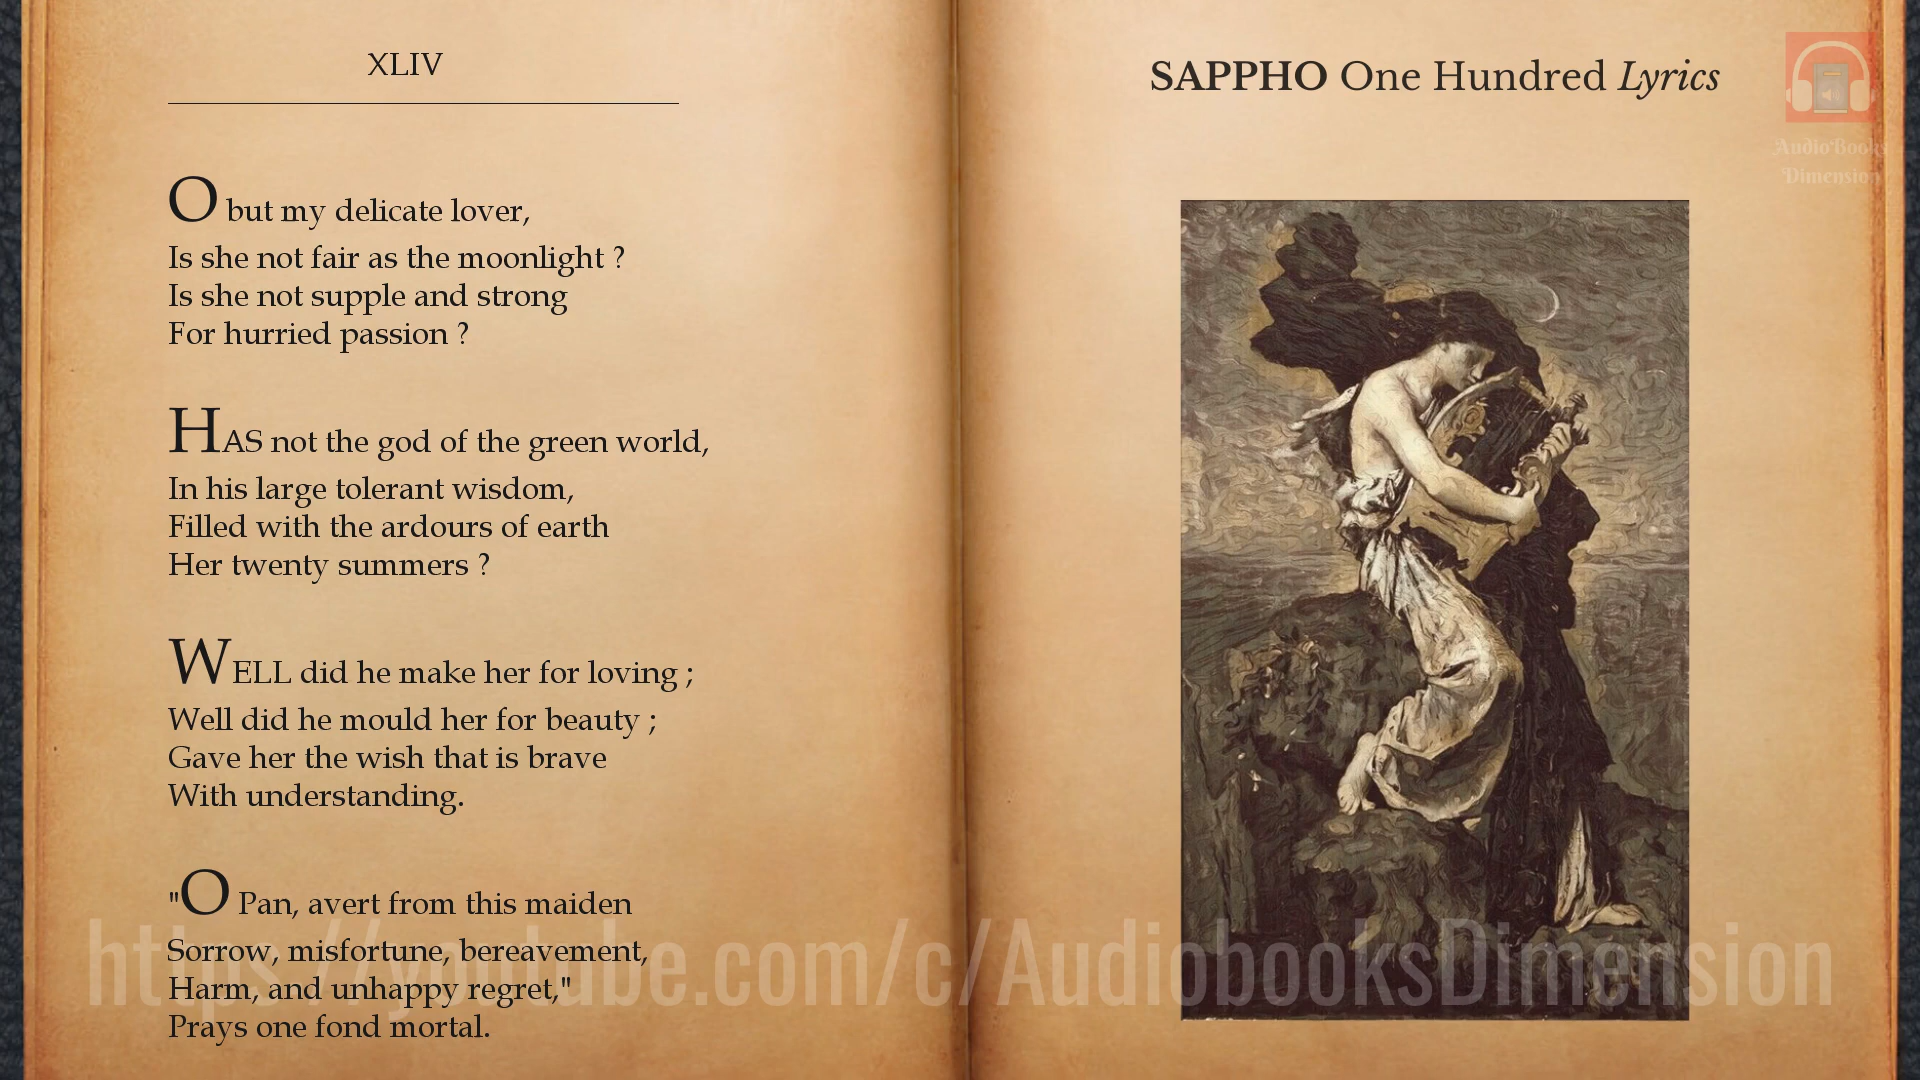 XLIV
O but my delicate lover,
Is she not fair as the moonlight ?
Is she not supple and strong
For hurried passion ?
HAS not the god of the green world,
In his large tolerant wisdom,
Filled with the ardours of earth
Her twenty summers ?
WELL did he make her for loving ;
Well did he mould her for beauty ;
Gave her the wish that is brave
With understanding.
"O Pan, avert from this maiden
Sorrow, misfortune, bereavement,
Harm, and unhappy regret,"
Prays one fond mortal.
SAPPHO One Hundred Lyrics
AudioBooks
Dimension
https://youtube.com/c/AudiobooksDimension